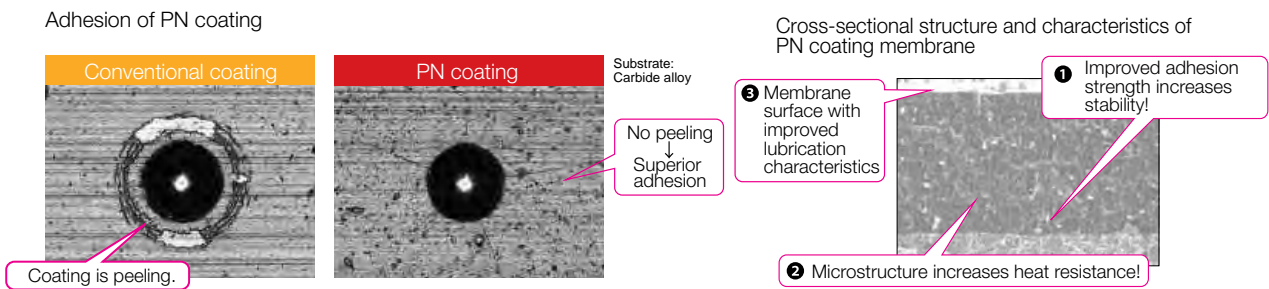 Adhesion of PN coating
Conventional coating
PN coating
Substrate:
Carbide alloy
No peeling
↓
Superior
adhesion
Coating is peeling.
Cross-sectional structure and characteristics of
PN coating membrane
❸ Membrane
surface with
improved
lubrication
characteristics
❶ Improved adhesion
strength increases
stability!
❷ Microstructure increases heat resistance!